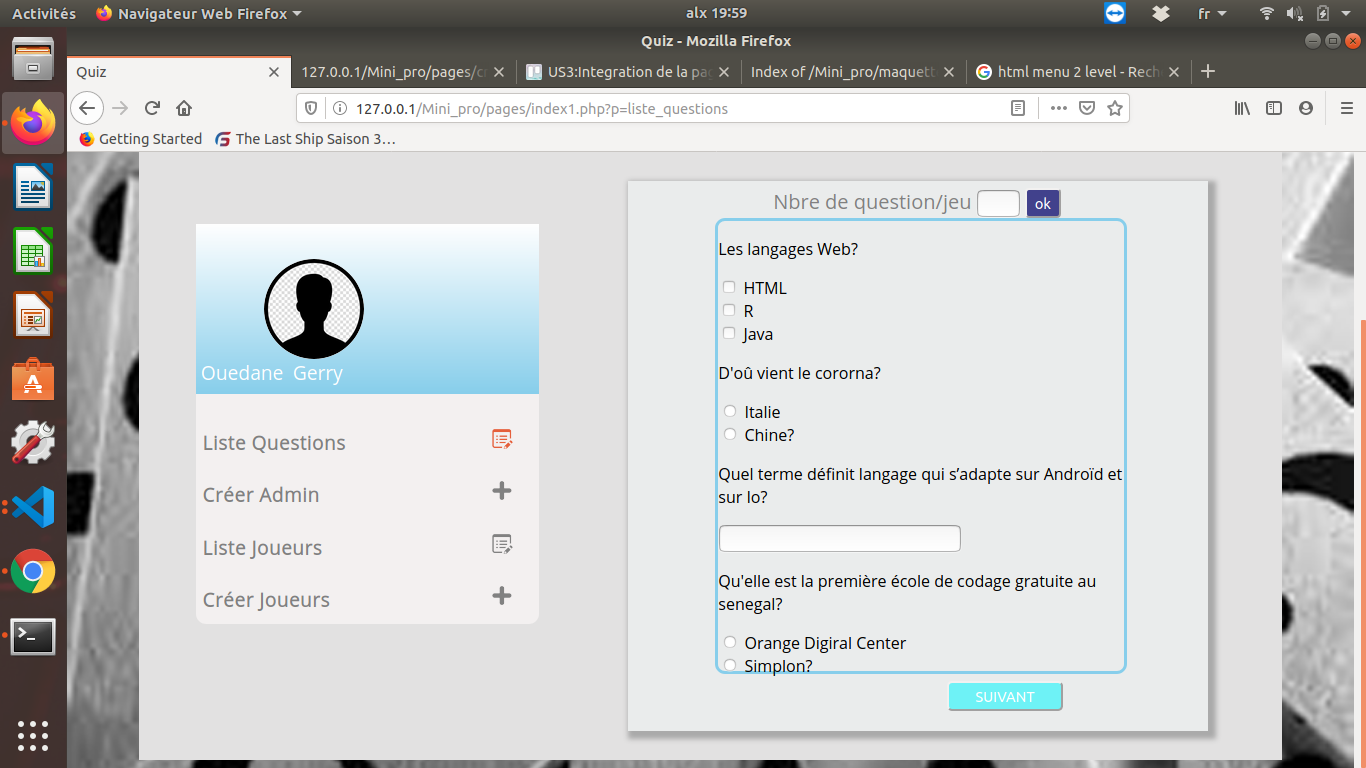 Activités
Navigateur Web Firefox
alx 19:59
fr
Quiz - Mozilla Firefox
Quiz
127.0.0.1/Mini_pro/pages/cr
US3:Integration de la pag
Index of /Mini_pro/maquett
html menu 2 level - Rech
127.0.0.1/Mini_pro/pages/index1.php?p=liste_questions
Getting Started
The Last Ship Saison 3…
Ouedane Gerry
Liste Questions
Créer Admin
Liste Joueurs
Créer Joueurs
Nbre de question/jeu
ok
Les langages Web?
HTML
R
Java
D'oû vient le cororna?
Italie
Chine?
Quel terme définit langage qui s’adapte sur Androïd et
sur Io?
Qu'elle est la première école de codage gratuite au
senegal?
Orange Digiral Center
Simplon?
SUIVANT